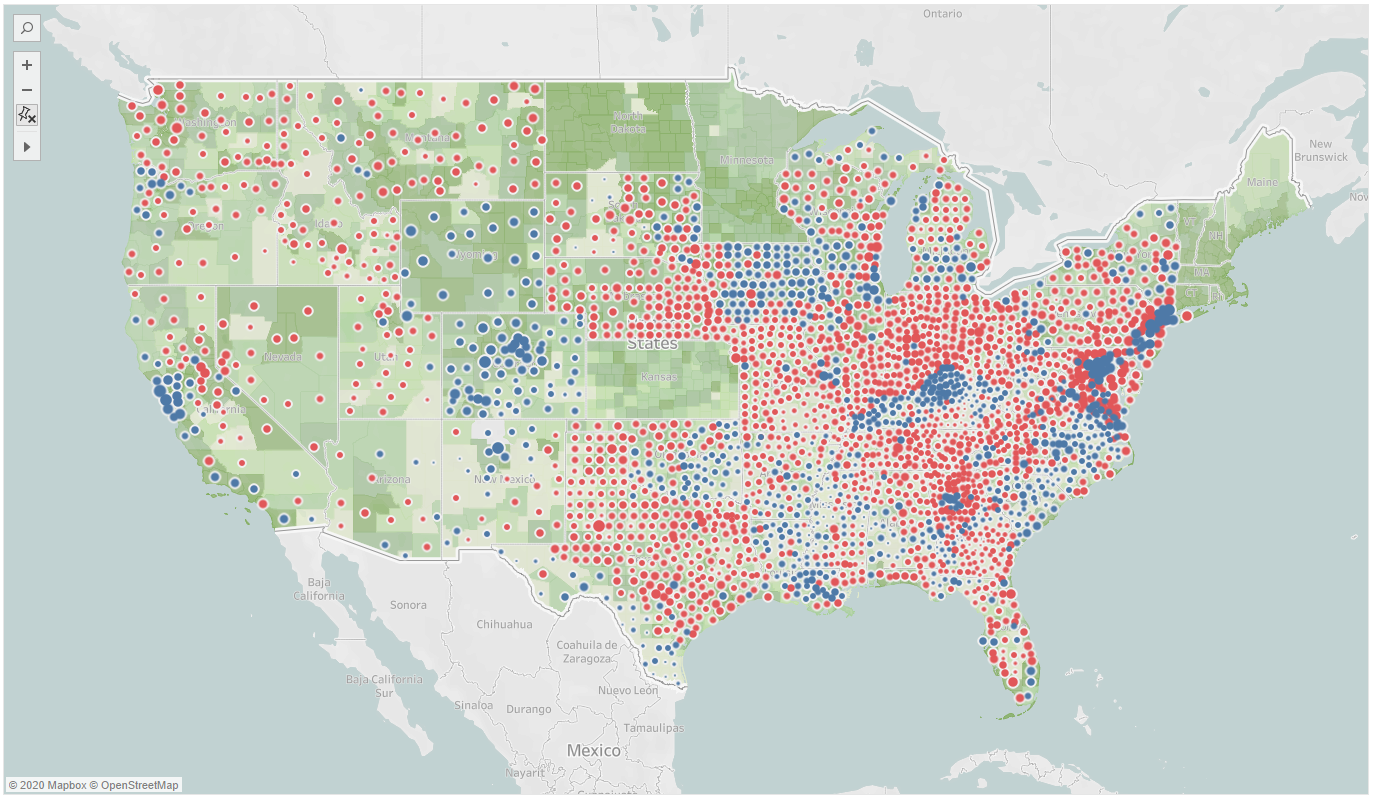 Ontario
New
Brunswick
Maine
Nov
Washington
Montana
North
Dakota
Minnesota
VT
NH
MA
CT
Idaho
Wyoming
States
Kansas
Nevada
Utah
California
Arizona
New Mexico
Baja
California
Sonora
Chihuahua
Coahuila de
Zaragoza
Baja California
Sur
Sinaloa
Durango
Nuevo León
Tamaulipas
Mexico
Nayarit
Guanajuato
© 2020 Mapbox © OpenStreetMap